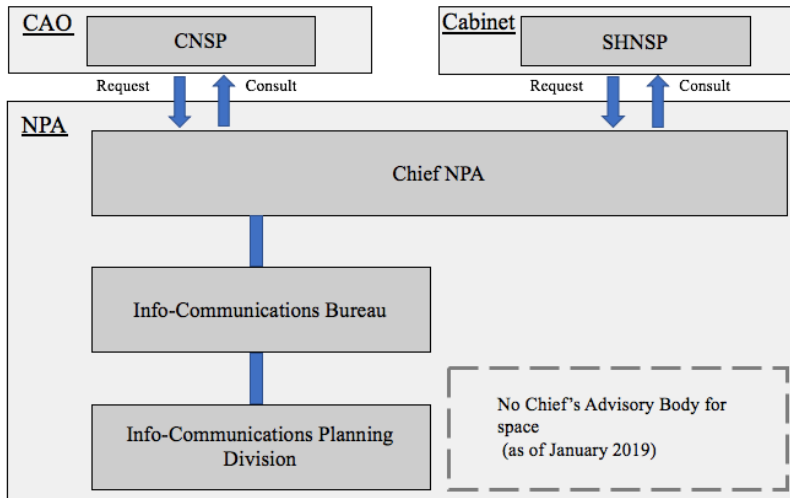 CAO
CNSP
Cabinet
SHNSP
Request
Consult
Request
Consult
NPA
Chief NPA
Info-Communications Bureau
Info-Communications Planning
Division
No Chief’s Advisory Body for
space
(as of January 2019)